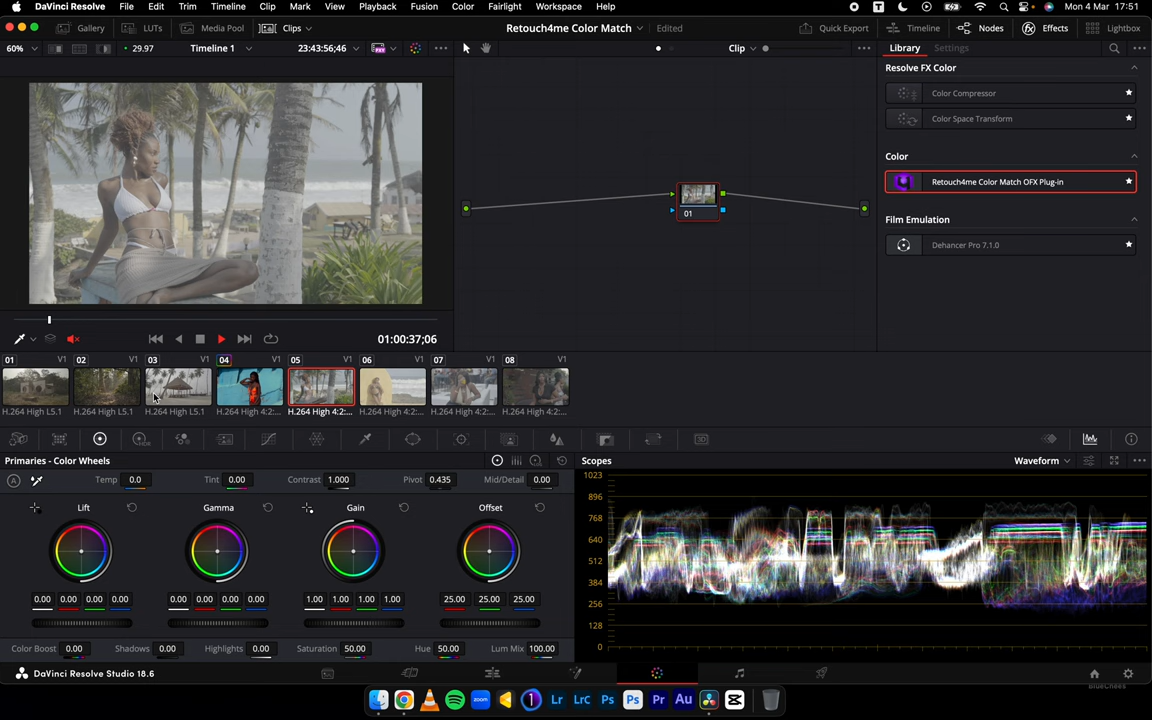 DaVinci Resolve File Edit Trim Timeline Clip Mark View Playback Fusion Color Fairlight Workspace Help Mon 4 Mar 17:51
Gallery LUTs Media Pool Clips Retouch4me Color Match Edited Quick Export Timeline Nodes Effects Lightbox
60% 29.97 Timeline 1 23:43:56;46 Clip Library Settings
Resolve FX Color
Color Compressor
Color Space Transform
Color
Retouch4me Color Match OFX Plug-in
Film Emulation
Dehancer Pro 7.1.0
01
01:00:37;06
01 V1 02 V1 03 V1 04 V1 05 V1 06 V1 07 V1 08 V1
H.264 High L5.1 H.264 High L5.1 H.264 High L5.1 H.264 High 4:2:... H.264 High 4:2:... H.264 High 4:2:... H.264 High 4:2:... H.264 High 4:2:...
3D
Primaries - Color Wheels
Temp 0.0 Tint 0.00 Contrast 1.000 Pivot 0.435 Mid/Detail 0.00
Lift Gamma Gain Offset
0.00 0.00 0.00 0.00 0.00 0.00 0.00 0.00 1.00 1.00 1.00 1.00 25.00 25.00 25.00
Color Boost 0.00 Shadows 0.00 Highlights 0.00 Saturation 50.00 Hue 50.00 Lum Mix 100.00
Scopes Waveform
1023
896
768
640
512
384
256
128
0
DaVinci Resolve Studio 18.6
zoom Lr LrC Ps Ps Pr Au